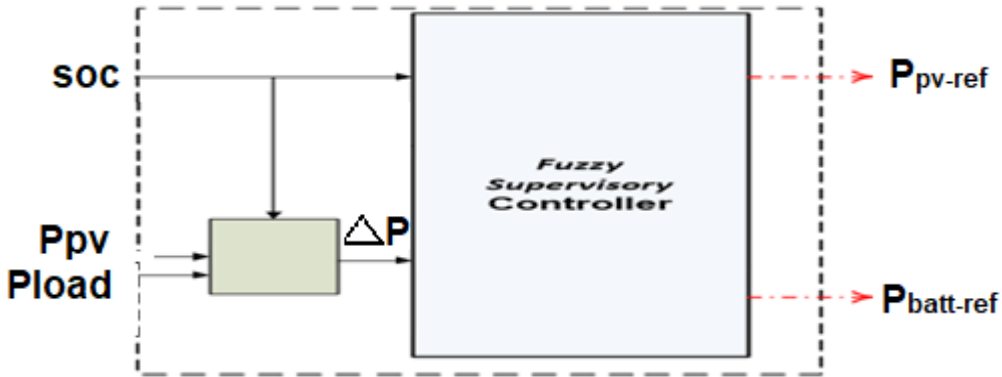 soc
Ppv-ref
Fuzzy
Supervisory
Controller
△P
Ppv
Pload
Pbatt-ref